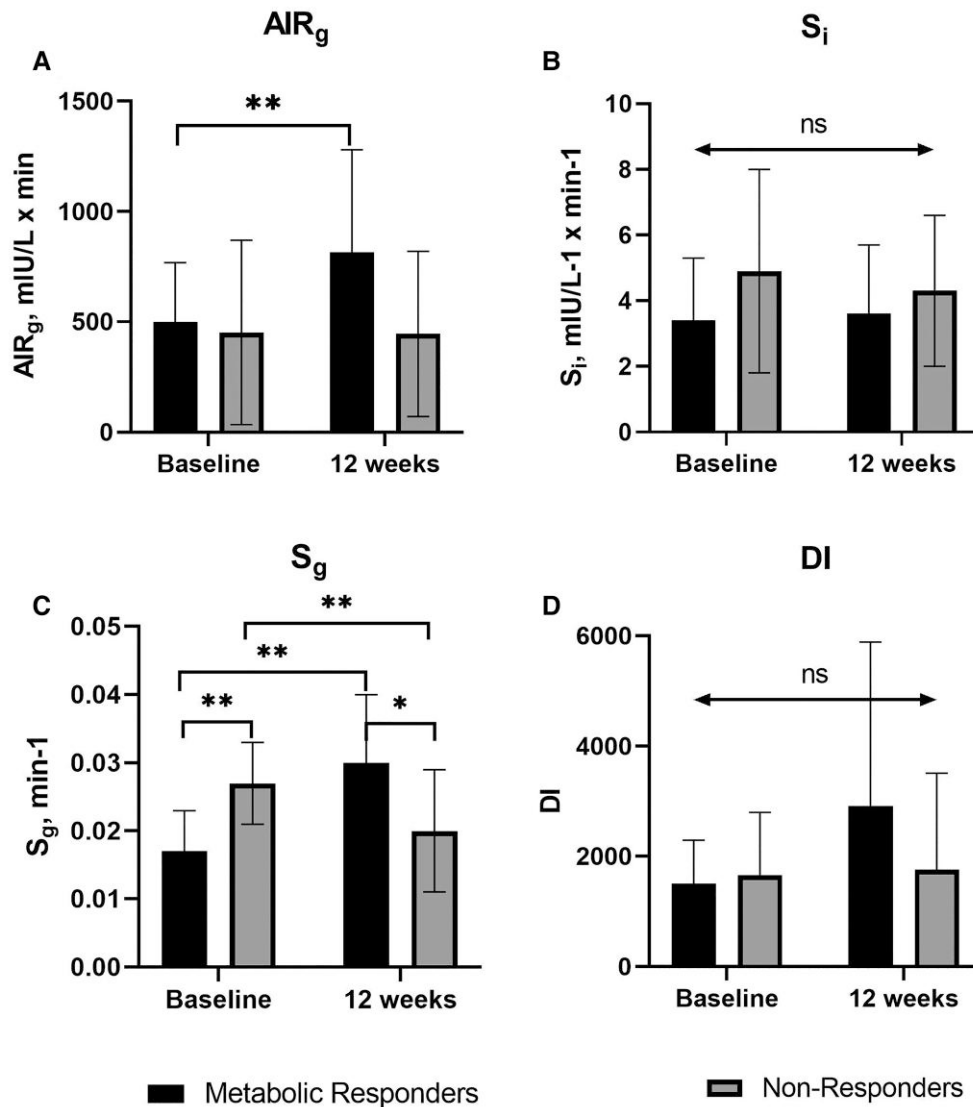 AIRg
A
1500
1000
500
0
AIRg, mIU/L x min
**
Baseline
12 weeks
Si
B
10
8
6
4
2
0
Si, mIU/L-1 x min-1
ns
Baseline
12 weeks
Sg
C
0.05
0.04
0.03
0.02
0.01
0.00
Sg, min-1
**
**
**
*
Baseline
12 weeks
DI
D
6000
4000
2000
0
DI
ns
Baseline
12 weeks
Metabolic Responders
Non-Responders